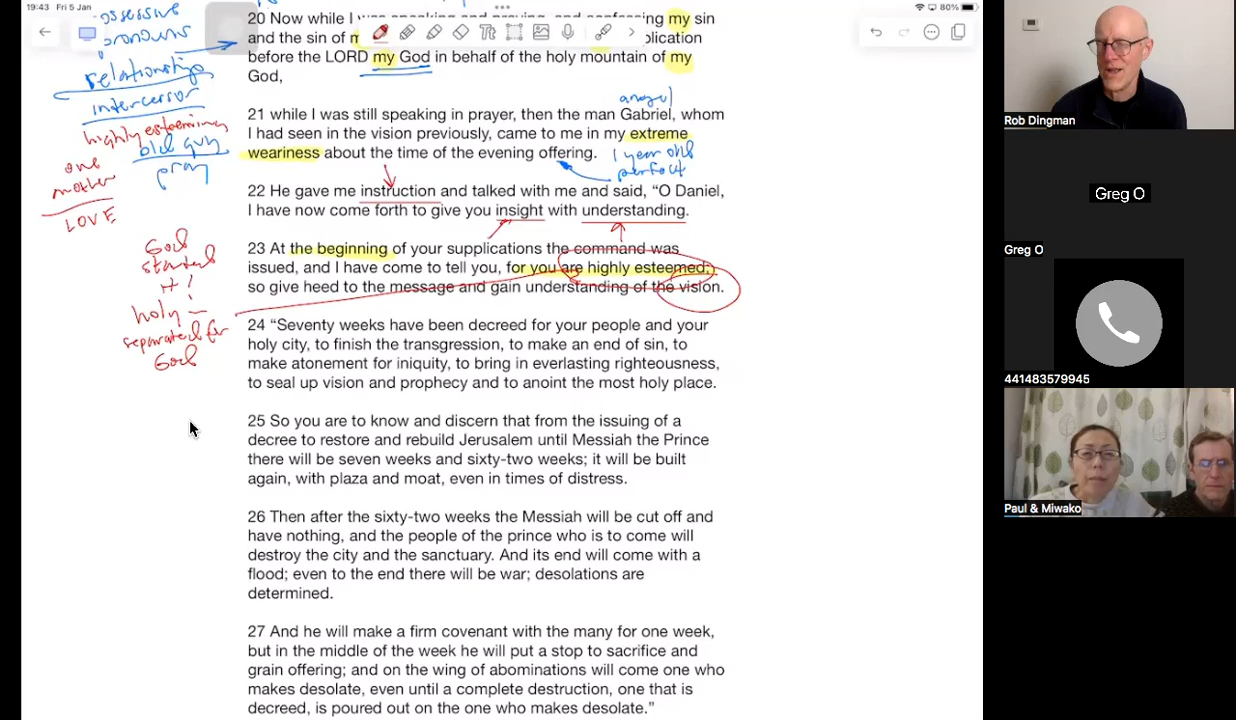 19:43 Fri 5 Jan
80%
possessive
pronouns
relationship
intercessor
highly esteeming
old guy
pray
one
mother
LOVE
20 Now while I was speaking and praying, and confessing my sin
and the sin of m plication
before the LORD my God in behalf of the holy mountain of my
God,
angel
21 while I was still speaking in prayer, then the man Gabriel, whom
I had seen in the vision previously, came to me in my extreme
weariness about the time of the evening offering.
1 year old
perfect
22 He gave me instruction and talked with me and said, “O Daniel,
I have now come forth to give you insight with understanding.
God
started
it!
holy –
separated for
God
23 At the beginning of your supplications the command was
issued, and I have come to tell you, for you are highly esteemed;
so give heed to the message and gain understanding of the vision.
24 “Seventy weeks have been decreed for your people and your
holy city, to finish the transgression, to make an end of sin, to
make atonement for iniquity, to bring in everlasting righteousness,
to seal up vision and prophecy and to anoint the most holy place.
25 So you are to know and discern that from the issuing of a
decree to restore and rebuild Jerusalem until Messiah the Prince
there will be seven weeks and sixty-two weeks; it will be built
again, with plaza and moat, even in times of distress.
26 Then after the sixty-two weeks the Messiah will be cut off and
have nothing, and the people of the prince who is to come will
destroy the city and the sanctuary. And its end will come with a
flood; even to the end there will be war; desolations are
determined.
27 And he will make a firm covenant with the many for one week,
but in the middle of the week he will put a stop to sacrifice and
grain offering; and on the wing of abominations will come one who
makes desolate, even until a complete destruction, one that is
decreed, is poured out on the one who makes desolate.”
Rob Dingman
Greg O
Greg O
441483579945
Paul & Miwako